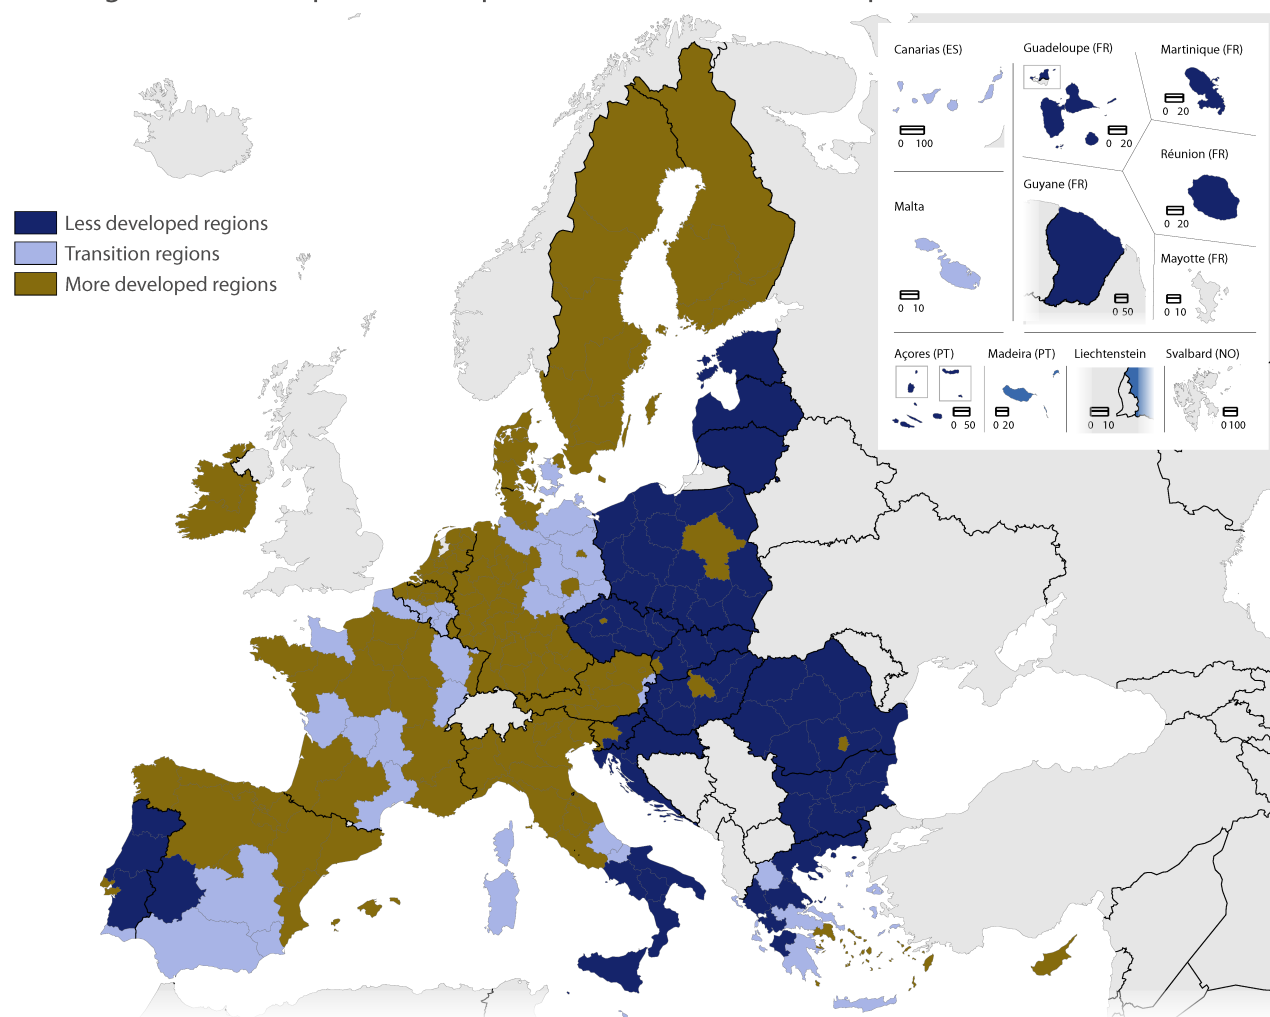 Less developed regions
Transition regions
More developed regions
Canarias (ES)
0 100
Guadeloupe (FR)
0 20
Martinique (FR)
0 20
Réunion (FR)
0 20
Guyane (FR)
0 50
Malta
0 10
Mayotte (FR)
0 10
Açores (PT)
0 50
Madeira (PT)
0 20
Liechtenstein
0 10
Svalbard (NO)
0 100